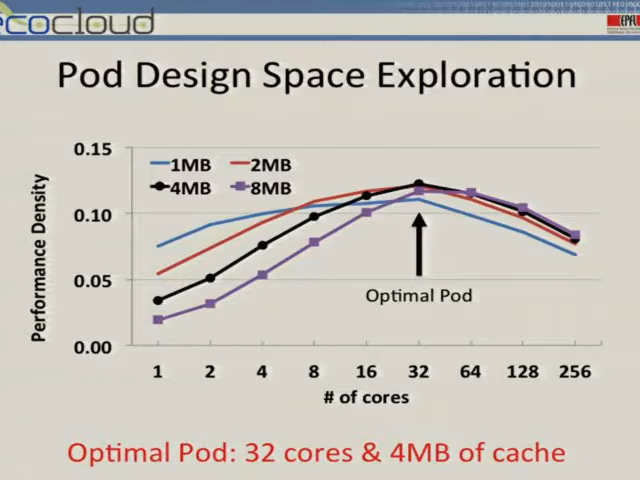 ecocloud
EPFL
Pod Design Space Exploration
0.15
0.10
0.05
0.00
Performance Density
1MB
2MB
4MB
8MB
Optimal Pod
1 2 4 8 16 32 64 128 256
# of cores
Optimal Pod: 32 cores & 4MB of cache